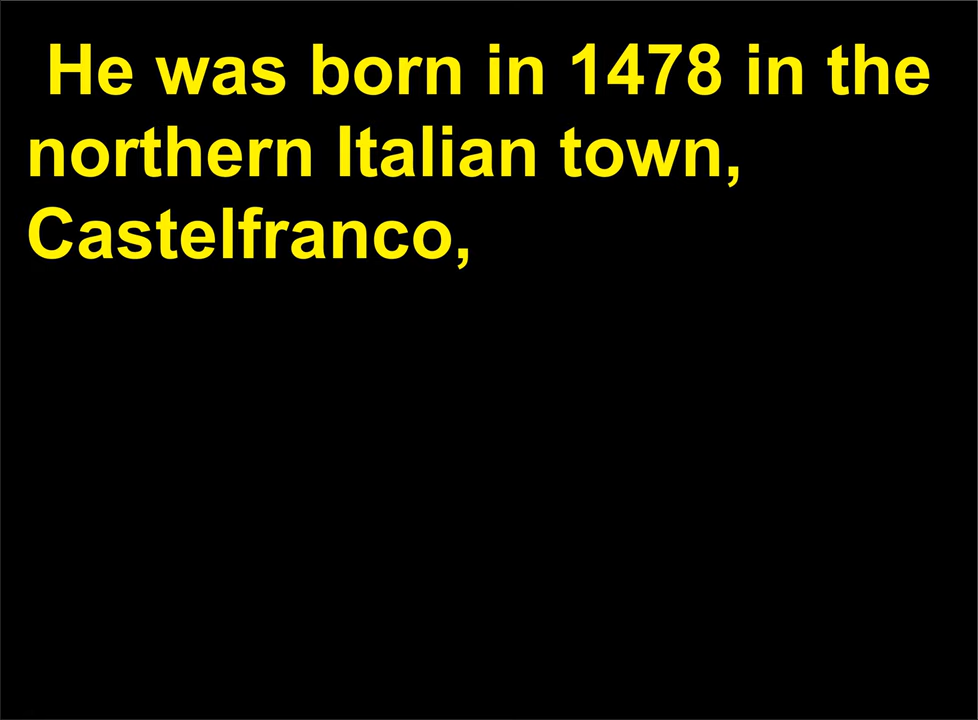 He was born in 1478 in the
northern Italian town,
Castelfranco,